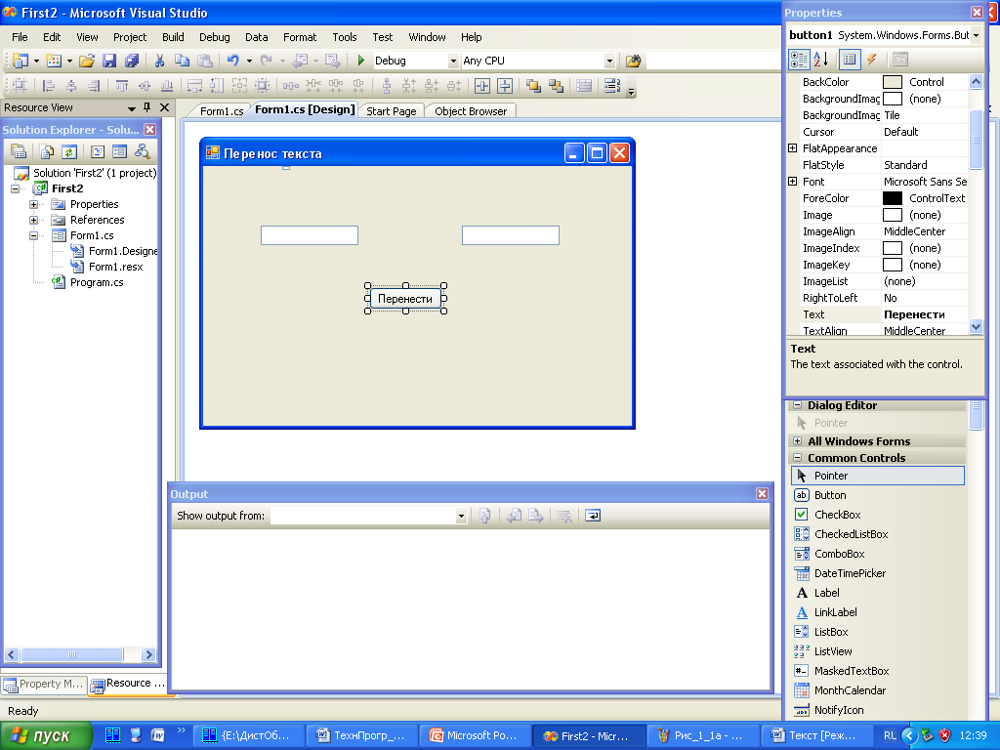 First2 - Microsoft Visual Studio
File Edit View Project Build Debug Data Format Tools Test Window Help
Debug Any CPU
Resource View
Solution Explorer - Solu...
Solution 'First2' (1 project)
First2
Properties
References
Form1.cs
Form1.Designe
Form1.resx
Program.cs
Property M... Resource ...
Form1.cs Form1.cs [Design] Start Page Object Browser
Перенос текста
Перенести
Output
Show output from:
Properties
button1 System.Windows.Forms.But
BackColor Control
BackgroundImag (none)
BackgroundImag Tile
Cursor Default
FlatAppearance
FlatStyle Standard
Font Microsoft Sans Se
ForeColor ControlText
Image (none)
ImageAlign MiddleCenter
ImageIndex (none)
ImageKey (none)
ImageList (none)
RightToLeft No
Text Перенести
TextAlign MiddleCenter
Text
The text associated with the control.
Dialog Editor
Pointer
All Windows Forms
Common Controls
Pointer
Button
CheckBox
CheckedListBox
ComboBox
DateTimePicker
Label
LinkLabel
ListBox
ListView
MaskedTextBox
MonthCalendar
NotifyIcon
Ready
пуск {E:\ДистОб... ТехнПрогр_... Microsoft Po... First2 - Micr... Рис_1_1a - ... Текст [Реж... RL 12:39